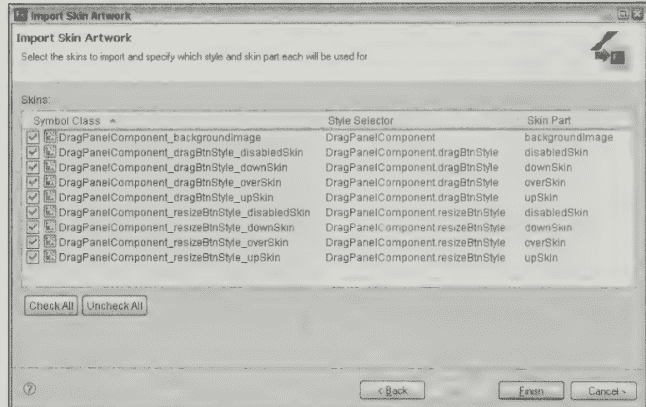 Import Skin Artwork
Import Skin Artwork
Select the skins to import and specify which style and skin part each will be used for
Skins:
Symbol Class Style Selector Skin Part
DragPanelComponent_backgroundImage DragPanelComponent backgroundImage
DragPanelComponent_dragBtnStyle_disabledSkin DragPanelComponent.dragBtnStyle disabledSkin
DragPanelComponent_dragBtnStyle_downSkin DragPanelComponent.dragBtnStyle downSkin
DragPanelComponent_dragBtnStyle_overSkin DragPanelComponent.dragBtnStyle overSkin
DragPanelComponent_dragBtnStyle_upSkin DragPanelComponent.dragBtnStyle upSkin
DragPanelComponent_resizeBtnStyle_disabledSkin DragPanelComponent.resizeBtnStyle disabledSkin
DragPanelComponent_resizeBtnStyle_downSkin DragPanelComponent.resizeBtnStyle downSkin
DragPanelComponent_resizeBtnStyle_overSkin DragPanelComponent.resizeBtnStyle overSkin
DragPanelComponent_resizeBtnStyle_upSkin DragPanelComponent.resizeBtnStyle upSkin
Check All Uncheck All
? < Back Finish Cancel